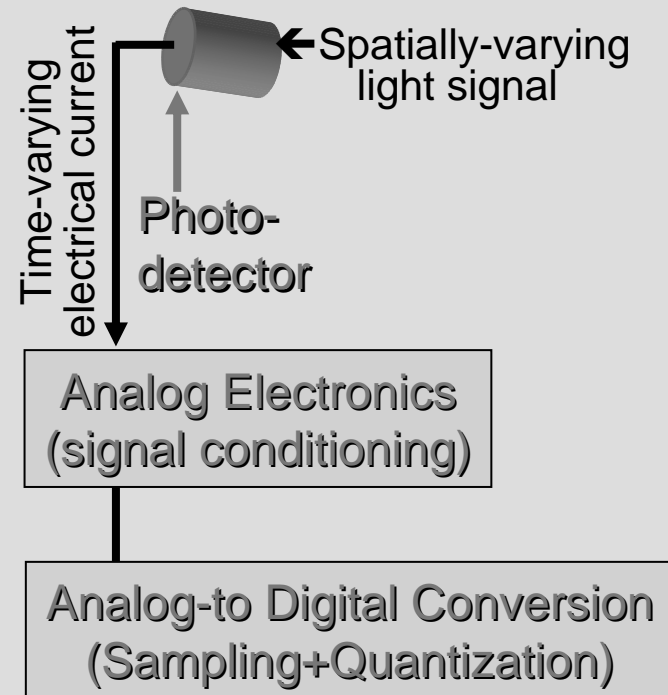 Spatially-varying
light signal
Time-varying
electrical current
Photo-
detector
Analog Electronics
(signal conditioning)
Analog-to Digital Conversion
(Sampling+Quantization)